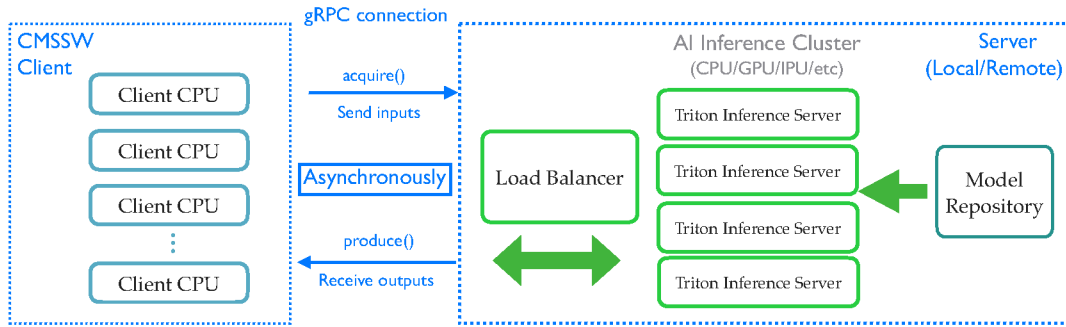 CMSSW
Client
Client CPU
Client CPU
Client CPU
Client CPU
gRPC connection
acquire()
Send inputs
Asynchronously
produce()
Receive outputs
AI Inference Cluster
(CPU/GPU/IPU/etc)
Server
(Local/Remote)
Load Balancer
Triton Inference Server
Triton Inference Server
Triton Inference Server
Triton Inference Server
Model
Repository